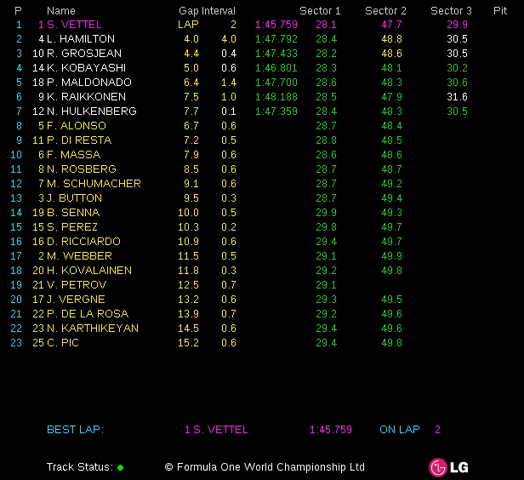 P Name Gap Interval Sector 1 Sector 2 Sector 3 Pit
1 1 S. VETTEL LAP 2 1:45.759 28.1 47.7 29.9
2 4 L. HAMILTON 4.0 4.0 1:47.792 28.4 48.8 30.5
3 10 R. GROSJEAN 4.4 0.4 1:47.433 28.2 48.6 30.5
4 14 K. KOBAYASHI 5.0 0.6 1:46.801 28.3 48.1 30.2
5 18 P. MALDONADO 6.4 1.4 1:47.700 28.6 48.3 30.6
6 9 K. RAIKKONEN 7.5 1.0 1:48.188 28.5 47.9 31.6
7 12 N. HULKENBERG 7.7 0.1 1:47.359 28.4 48.3 30.5
8 5 F. ALONSO 6.7 0.6 28.7 48.4
9 11 P. DI RESTA 7.2 0.5 28.8 48.5
10 6 F. MASSA 7.9 0.6 28.6 48.6
11 8 N. ROSBERG 8.5 0.6 28.7 48.7
12 7 M. SCHUMACHER 9.1 0.6 28.7 49.2
13 3 J. BUTTON 9.5 0.3 28.7 49.4
14 19 B. SENNA 10.0 0.5 29.9 49.3
15 15 S. PEREZ 10.3 0.2 28.8 49.7
16 16 D. RICCIARDO 10.9 0.6 29.4 49.7
17 2 M. WEBBER 11.5 0.5 29.1 49.9
18 20 H. KOVALAINEN 11.8 0.3 29.2 49.8
19 21 V. PETROV 12.5 0.7 29.1
20 17 J. VERGNE 13.2 0.6 29.3 49.5
21 22 P. DE LA ROSA 13.9 0.7 29.2 49.6
22 23 N. KARTHIKEYAN 14.5 0.6 29.4 49.6
23 25 C. PIC 15.2 0.6 29.4 49.8
BEST LAP: 1 S. VETTEL 1:45.759 ON LAP 2
Track Status: © Formula One World Championship Ltd LG